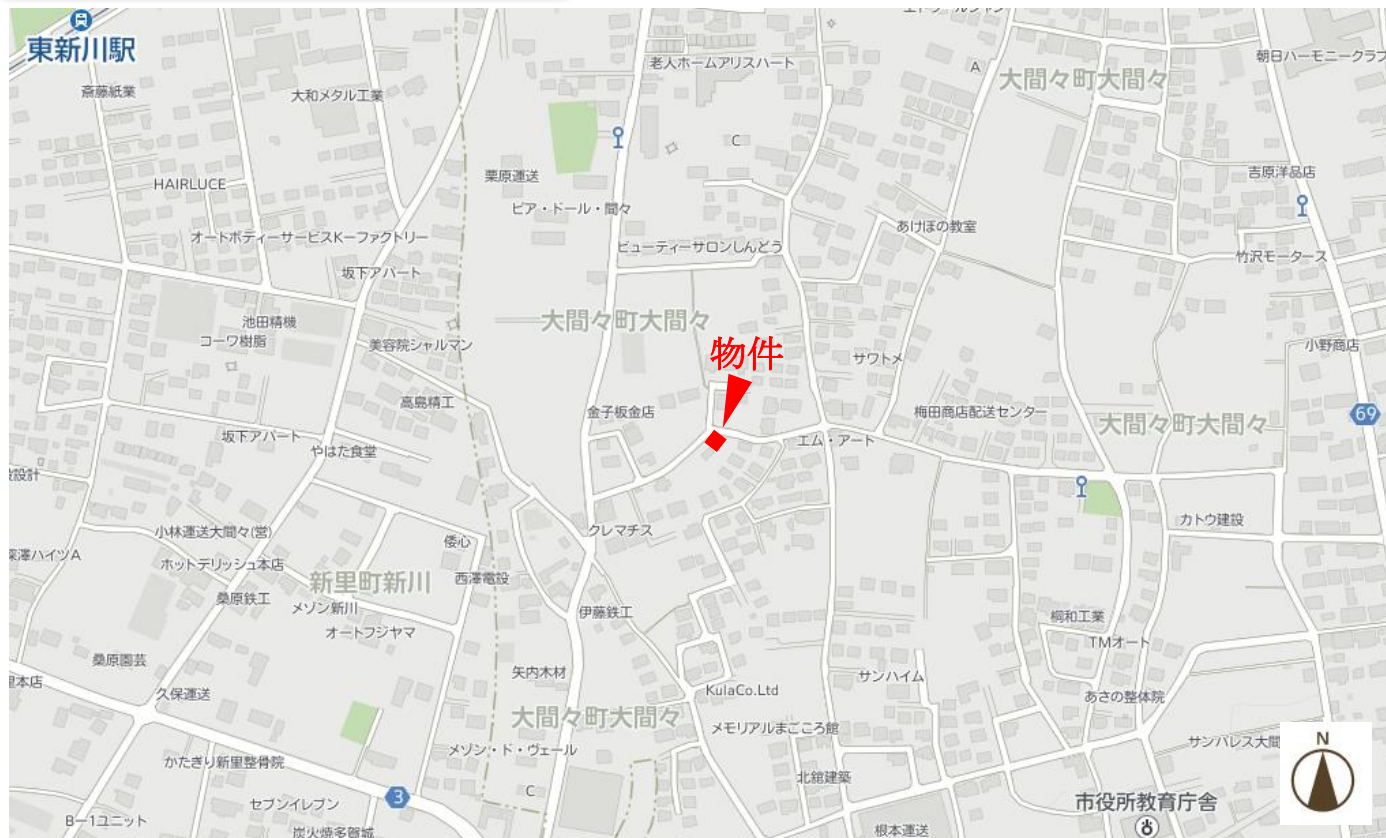 東新川駅
老人ホームアリスハート
A
大間々町大間々
朝日ハーモニークラブ
斎藤紙業
大和メタル工業
C
栗原運送
吉原洋品店
HAIRLUCE
ピア・ドール・間々
あけぼの教室
オートボディーサービスKーファクトリー
ビューティーサロンしんどう
竹沢モータース
坂下アパート
池田精機
大間々町大間々
コーワ樹脂
美容院シャルマン
物件
サワトメ
小野商店
高島精工
金子板金店
梅田商店配送センター
69
坂下アパート
エム・アート
大間々町大間々
やはた食堂
設計
カトウ建設
小林運送大間々(営)
クレマチス
倭心
深澤ハイツA
ホットデリッシュ本店
新里町新川
西澤電設
桑原鉄工
メゾン新川
伊藤鉄工
桐和工業
オートフジヤマ
TMオート
桑原園芸
矢内木材
サンハイム
里本店
久保運送
KulaCo.Ltd
あさの整体院
大間々町大間々
メモリアルまごころ館
サンパレス大間
N
かたぎり新里整骨院
メゾン・ド・ヴェール
北舘建築
セブンイレブン
3
C
市役所教育庁舎
B-1ユニット
炭火焼多賀城
根本運送